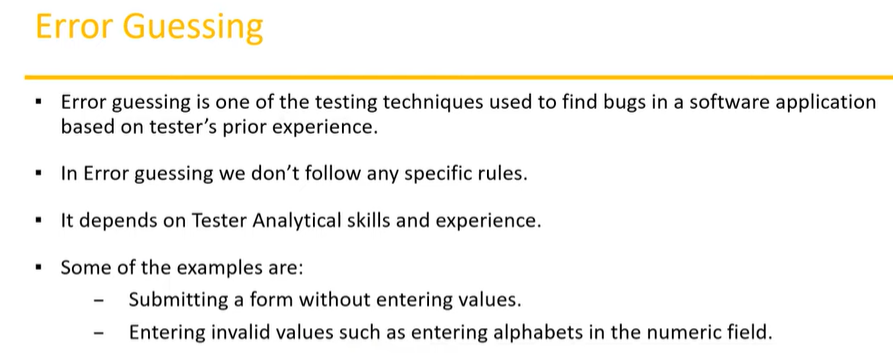 Error Guessing
▪ Error guessing is one of the testing techniques used to find bugs in a software application
based on tester's prior experience.
▪ In Error guessing we don't follow any specific rules.
▪ It depends on Tester Analytical skills and experience.
▪ Some of the examples are:
– Submitting a form without entering values.
– Entering invalid values such as entering alphabets in the numeric field.